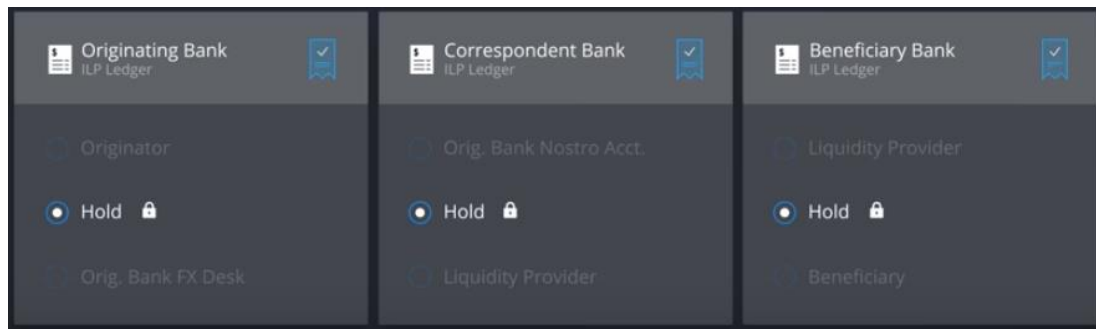 Originating Bank
ILP Ledger
Originator
Hold
Orig. Bank FX Desk
Correspondent Bank
ILP Ledger
Orig. Bank Nostro Acct.
Hold
Liquidity Provider
Beneficiary Bank
ILP Ledger
Liquidity Provider
Hold
Beneficiary